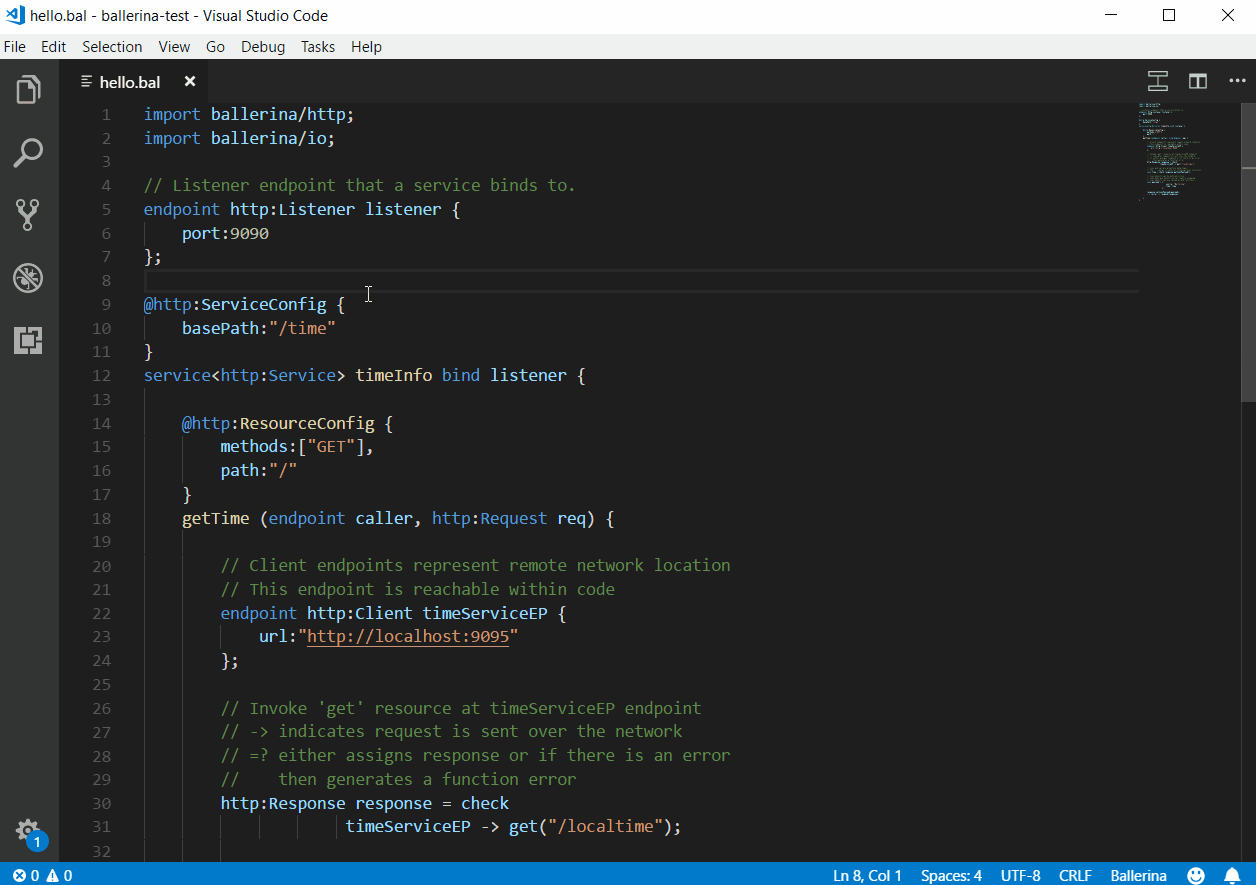 hello.bal - ballerina-test - Visual Studio Code
File Edit Selection View Go Debug Tasks Help
hello.bal
1 import ballerina/http;
2 import ballerina/io;
3
4 // Listener endpoint that a service binds to.
5 endpoint http:Listener listener {
6     port:9090
7 };
8
9 @http:ServiceConfig {
10     basePath:"/time"
11 }
12 service<http:Service> timeInfo bind listener {
13
14     @http:ResourceConfig {
15         methods:["GET"],
16         path:"/"
17     }
18     getTime (endpoint caller, http:Request req) {
19
20         // Client endpoints represent remote network location
21         // This endpoint is reachable within code
22         endpoint http:Client timeServiceEP {
23             url:"http://localhost:9095"
24         };
25
26         // Invoke 'get' resource at timeServiceEP endpoint
27         // -> indicates request is sent over the network
28         // =? either assigns response or if there is an error
29         //    then generates a function error
30         http:Response response = check
31                      timeServiceEP -> get("/localtime");
32
1
0 0 Ln 8, Col 1 Spaces: 4 UTF-8 CRLF Ballerina